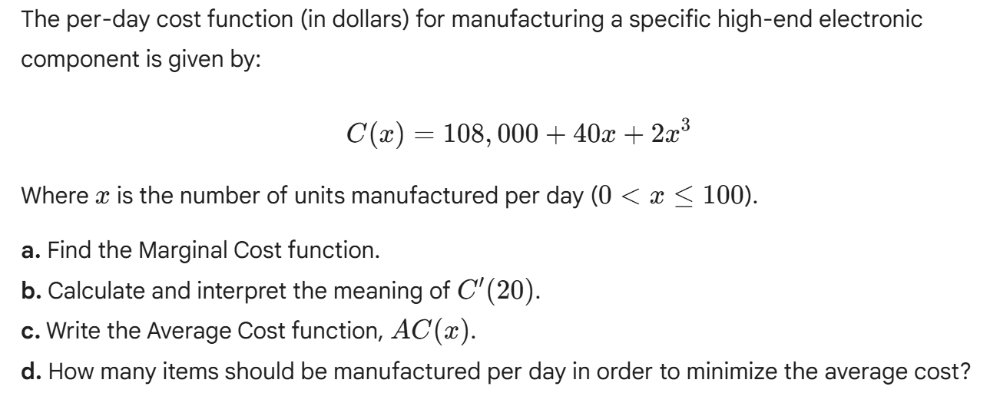 The per-day cost function (in dollars) for manufacturing a specific high-end electronic
component is given by:
C(x) = 108,000 + 40x + 2x³
Where x is the number of units manufactured per day (0 < x ≤ 100).
a. Find the Marginal Cost function.
b. Calculate and interpret the meaning of C′(20).
c. Write the Average Cost function, AC(x).
d. How many items should be manufactured per day in order to minimize the average cost?